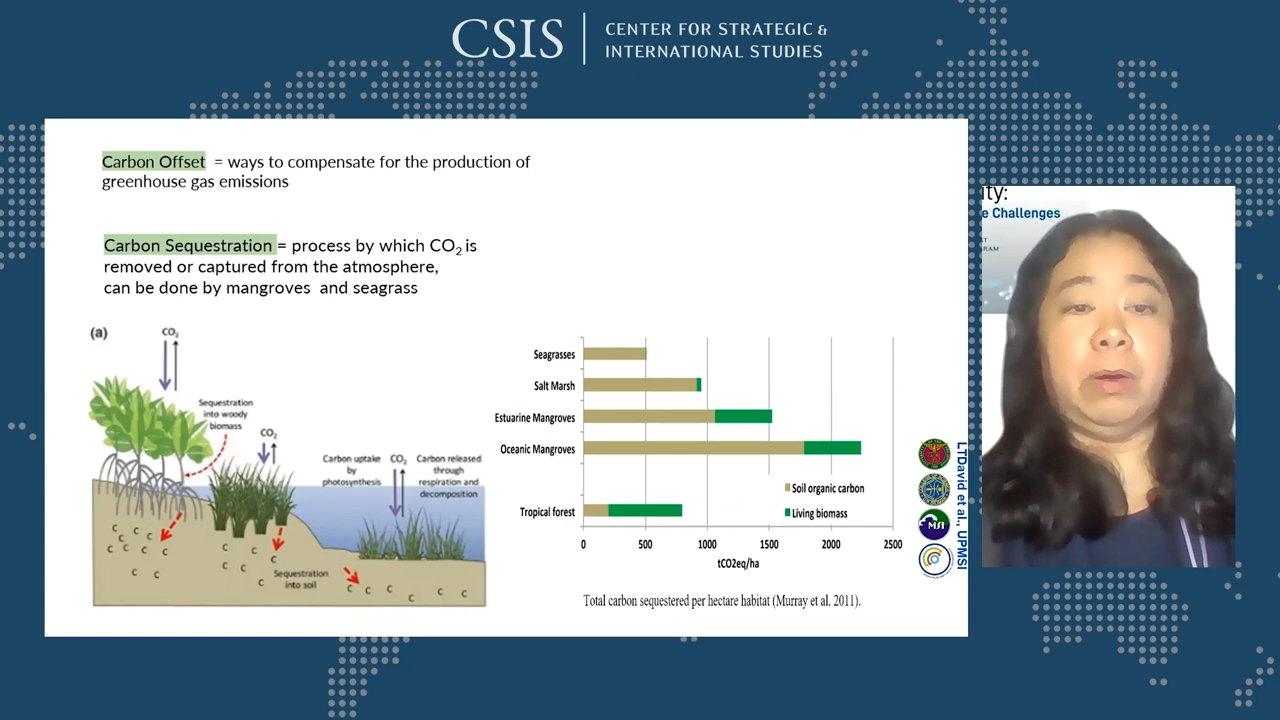 CSIS
CENTER FOR STRATEGIC &
INTERNATIONAL STUDIES
Carbon Offset = ways to compensate for the production of
greenhouse gas emissions
Carbon Sequestration = process by which CO2 is
removed or captured from the atmosphere,
can be done by mangroves and seagrass
(a)
CO2
Sequestration
into woody
biomass
CO2
Carbon uptake
by
photosynthesis
CO2
Carbon released
through
respiration and
decomposition
C C C C
C C C C C
C C
C C
C C
C
Sequestration
into soil
C C C C C C
Seagrasses
Salt Marsh
Estuarine Mangroves
Oceanic Mangroves
Tropical forest
Soil organic carbon
Living biomass
0 500 1000 1500 2000 2500
tCO2eq/ha
Total carbon sequestered per hectare habitat (Murray et al. 2011).
MSI
LTDavid et al., UPMSI
ity:
e Challenges
ST
RAM